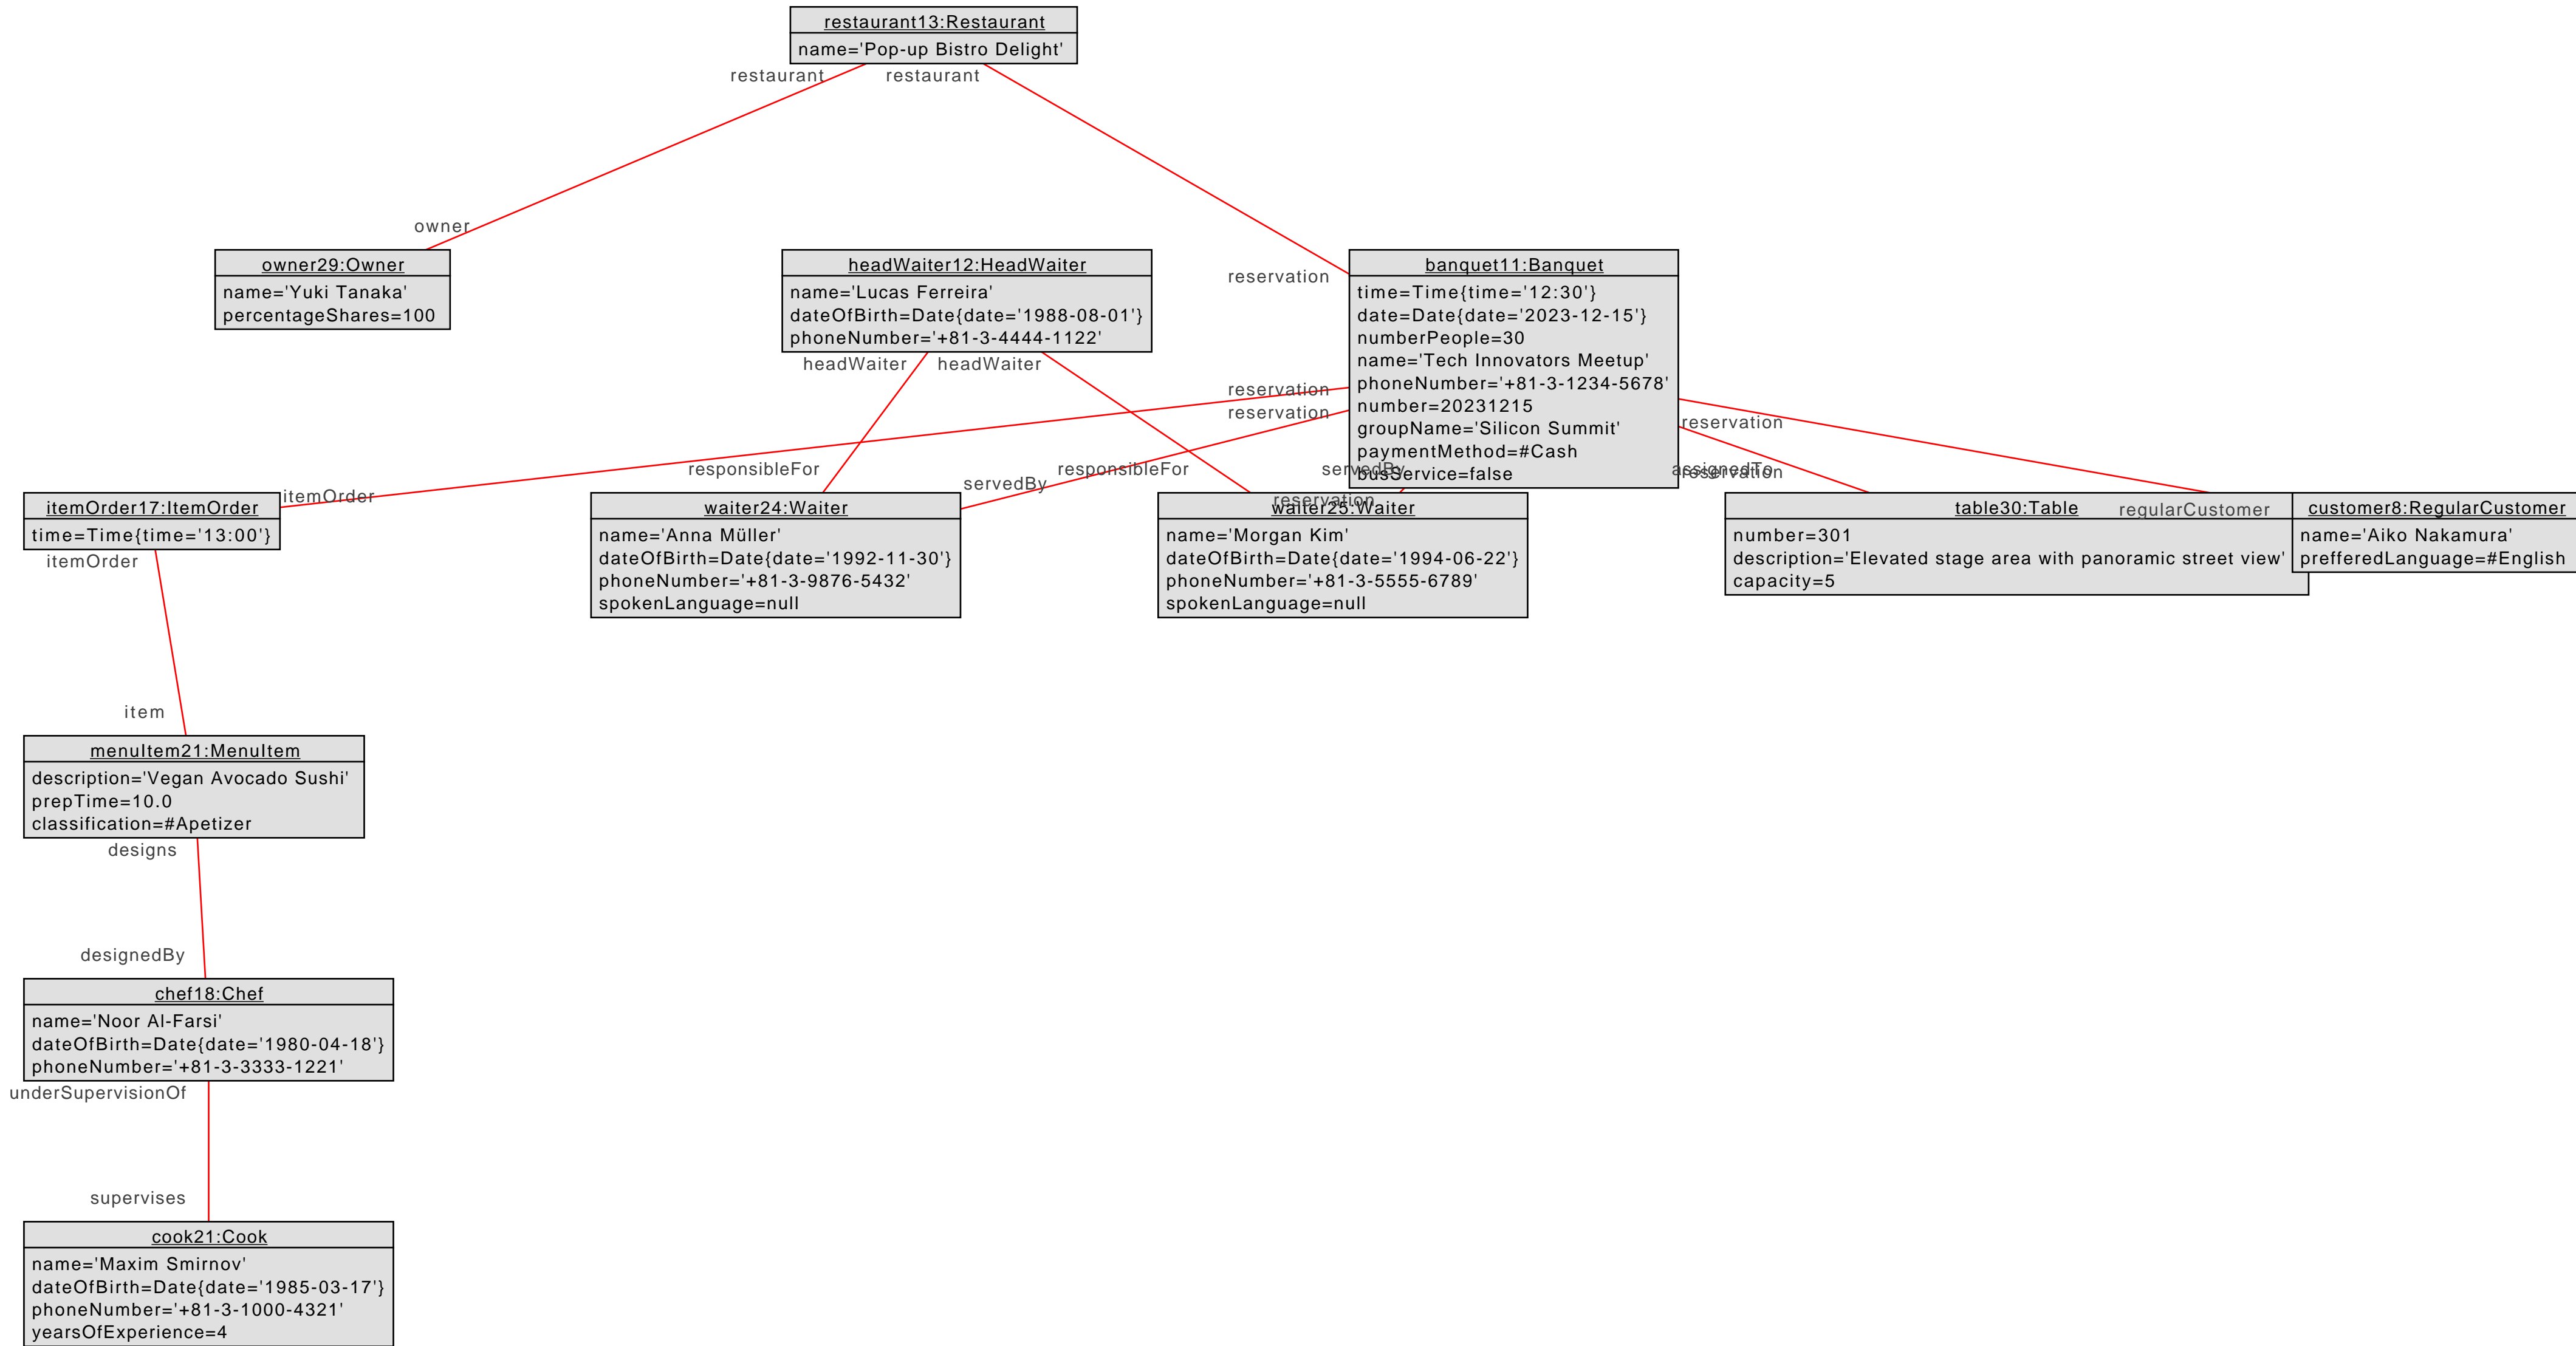 restaurant13:Restaurant
name='Pop-up Bistro Delight'
restaurant
restaurant
owner
reservation
owner29:Owner
name='Yuki Tanaka'
percentageShares=100
headWaiter12:HeadWaiter
name='Lucas Ferreira'
dateOfBirth=Date{date='1988-08-01'}
phoneNumber='+81-3-4444-1122'
headWaiter
headWaiter
banquet11:Banquet
time=Time{time='12:30'}
date=Date{date='2023-12-15'}
numberPeople=30
name='Tech Innovators Meetup'
phoneNumber='+81-3-1234-5678'
number=20231215
groupName='Silicon Summit'
paymentMethod=#Cash
busService=false
reservation
reservation
reservation
responsibleFor
responsibleFor
servedBy
servedBy
assignedTo
reservation
reservation
itemOrder
itemOrder17:ItemOrder
time=Time{time='13:00'}
itemOrder
waiter24:Waiter
name='Anna Müller'
dateOfBirth=Date{date='1992-11-30'}
phoneNumber='+81-3-9876-5432'
spokenLanguage=null
waiter25:Waiter
name='Morgan Kim'
dateOfBirth=Date{date='1994-06-22'}
phoneNumber='+81-3-5555-6789'
spokenLanguage=null
table30:Table
number=301
description='Elevated stage area with panoramic street view'
capacity=5
regularCustomer
customer8:RegularCustomer
name='Aiko Nakamura'
prefferedLanguage=#English
item
menuItem21:MenuItem
description='Vegan Avocado Sushi'
prepTime=10.0
classification=#Apetizer
designs
designedBy
chef18:Chef
name='Noor Al-Farsi'
dateOfBirth=Date{date='1980-04-18'}
phoneNumber='+81-3-3333-1221'
underSupervisionOf
supervises
cook21:Cook
name='Maxim Smirnov'
dateOfBirth=Date{date='1985-03-17'}
phoneNumber='+81-3-1000-4321'
yearsOfExperience=4